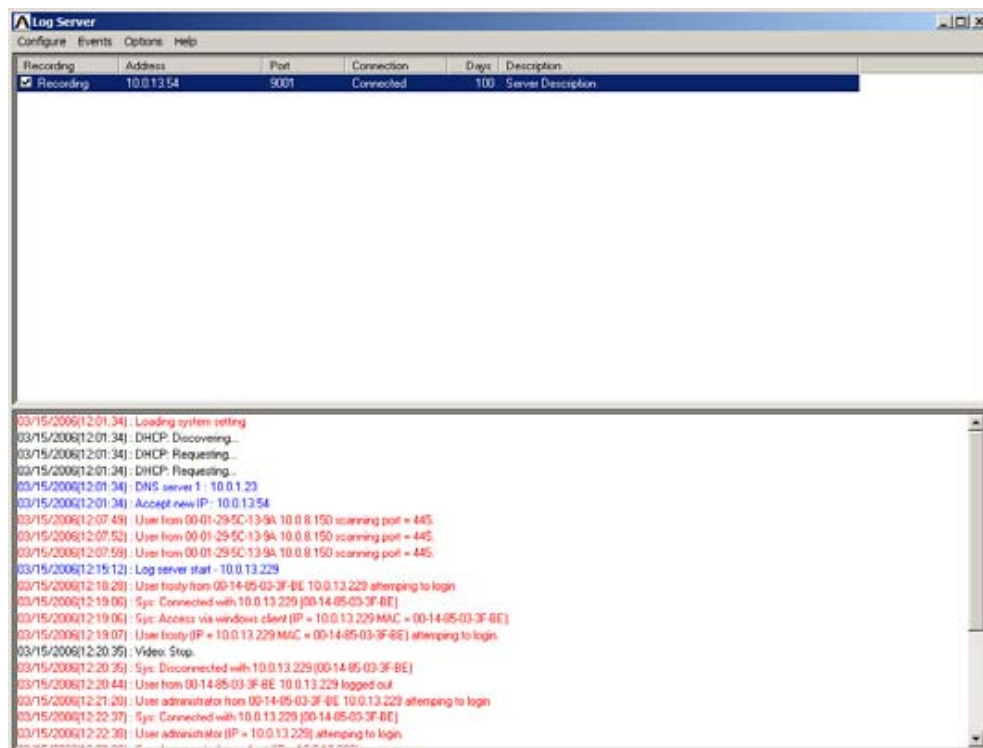 Log Server
Configure Events Options Help
Recording Address Port Connection Days Description
Recording 10.0.13.54 9001 Connected 100 Server Description
03/15/2006(12:01:34) : Loading system setting
03/15/2006(12:01:34) : DHCP: Discovering...
03/15/2006(12:01:34) : DHCP: Requesting...
03/15/2006(12:01:34) : DHCP: Requesting...
03/15/2006(12:01:34) : DNS server 1 : 10.0.1.23
03/15/2006(12:01:34) : Accept new IP : 10.0.13.54
03/15/2006(12:07:49) : User from 00-01-29-5C-13-9A 10.0.8.150 scanning port = 445.
03/15/2006(12:07:52) : User from 00-01-29-5C-13-9A 10.0.8.150 scanning port = 445.
03/15/2006(12:07:59) : User from 00-01-29-5C-13-9A 10.0.8.150 scanning port = 445.
03/15/2006(12:15:12) : Log server start - 10.0.13.229
03/15/2006(12:18:28) : User frosty from 00-14-85-03-3F-BE 10.0.13.229 attemping to login
03/15/2006(12:19:06) : Sys: Connected with 10.0.13.229 (00-14-85-03-3F-BE)
03/15/2006(12:19:06) : Sys: Access via windows client (IP = 10.0.13.229 MAC = 00-14-85-03-3F-BE)
03/15/2006(12:19:07) : User frosty (IP = 10.0.13.229 MAC = 00-14-85-03-3F-BE) attemping to login.
03/15/2006(12:20:35) : Video: Stop.
03/15/2006(12:20:35) : Sys: Disconnected with 10.0.13.229 (00-14-85-03-3F-BE)
03/15/2006(12:20:44) : User from 00-14-85-03-3F-BE 10.0.13.229 logged out
03/15/2006(12:21:20) : User administrator from 00-14-85-03-3F-BE 10.0.13.229 attemping to login
03/15/2006(12:22:37) : Sys: Connected with 10.0.13.229 (00-14-85-03-3F-BE)
03/15/2006(12:22:38) : User administrator (IP = 10.0.13.229) attemping to login.